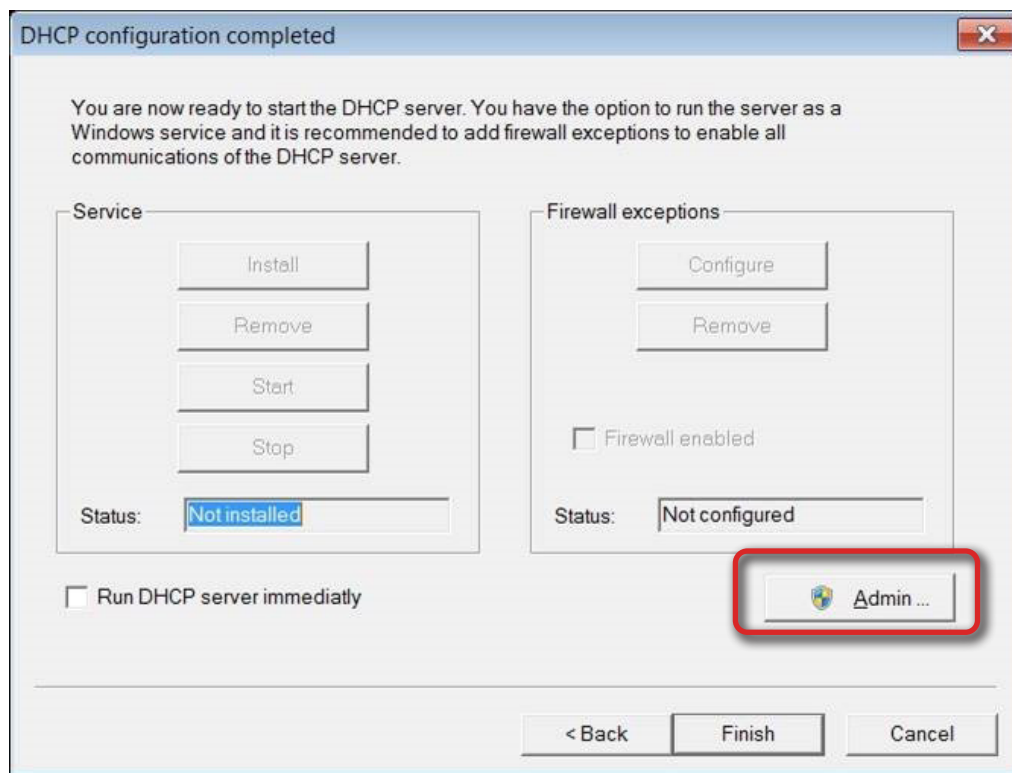 DHCP configuration completed
You are now ready to start the DHCP server. You have the option to run the server as a
Windows service and it is recommended to add firewall exceptions to enable all
communications of the DHCP server.
Service
Install
Remove
Start
Stop
Status: Not installed
Firewall exceptions
Configure
Remove
Firewall enabled
Status: Not configured
Run DHCP server immediatly
Admin ...
< Back
Finish
Cancel